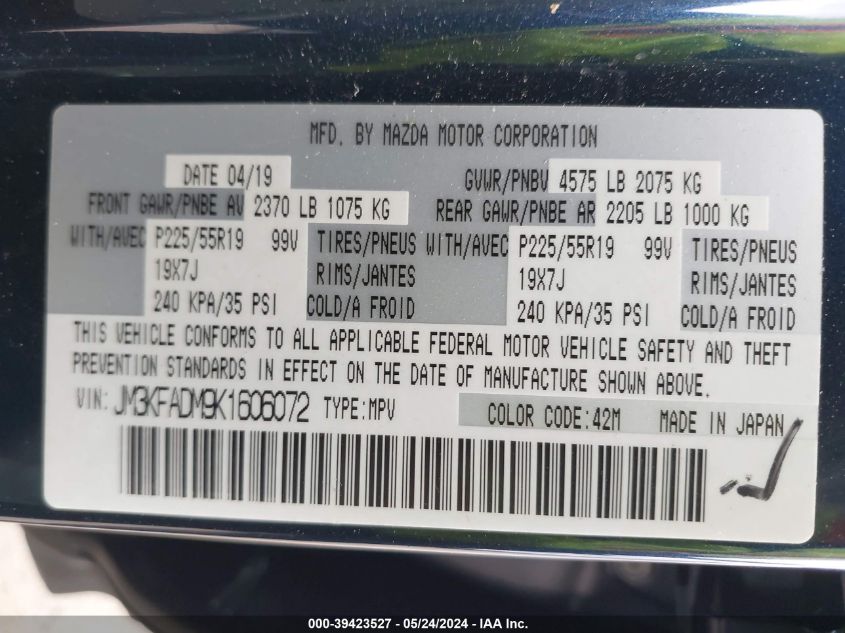 MFD. BY MAZDA MOTOR CORPORATION
DATE 04/19 GVWR/PNBV 4575 LB 2075 KG
FRONT GAWR/PNBE AV 2370 LB 1075 KG REAR GAWR/PNBE AR 2205 LB 1000 KG
WITH/AVEC P225/55R19 99V TIRES/PNEUS WITH/AVEC P225/55R19 99V TIRES/PNEUS
19X7J RIMS/JANTES 19X7J RIMS/JANTES
240 KPA/35 PSI COLD/A FROID 240 KPA/35 PSI COLD/A FROID
THIS VEHICLE CONFORMS TO ALL APPLICABLE FEDERAL MOTOR VEHICLE SAFETY AND THEFT
PREVENTION STANDARDS IN EFFECT ON THE DATE OF MANUFACTURE SHOWN ABOVE.
VIN: JM3KFADM9K1606072 TYPE:MPV COLOR CODE:42M MADE IN JAPAN
000-39423527 - 05/24/2024 - IAA Inc.